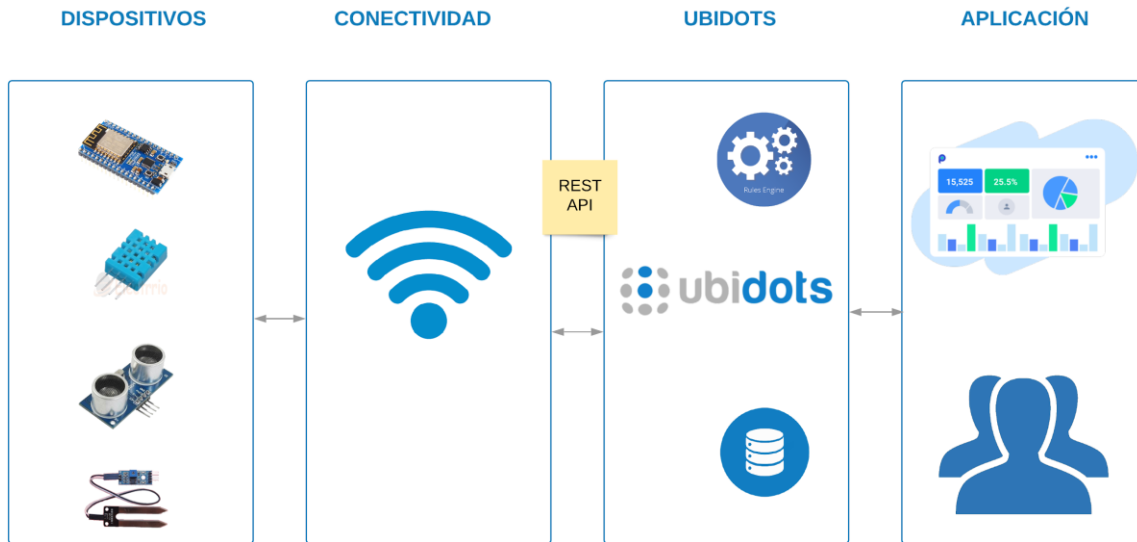 DISPOSITIVOS
CONECTIVIDAD
UBIDOTS
APLICACIÓN
REST
API
Rules Engine
ubidots
15,525
25.5%